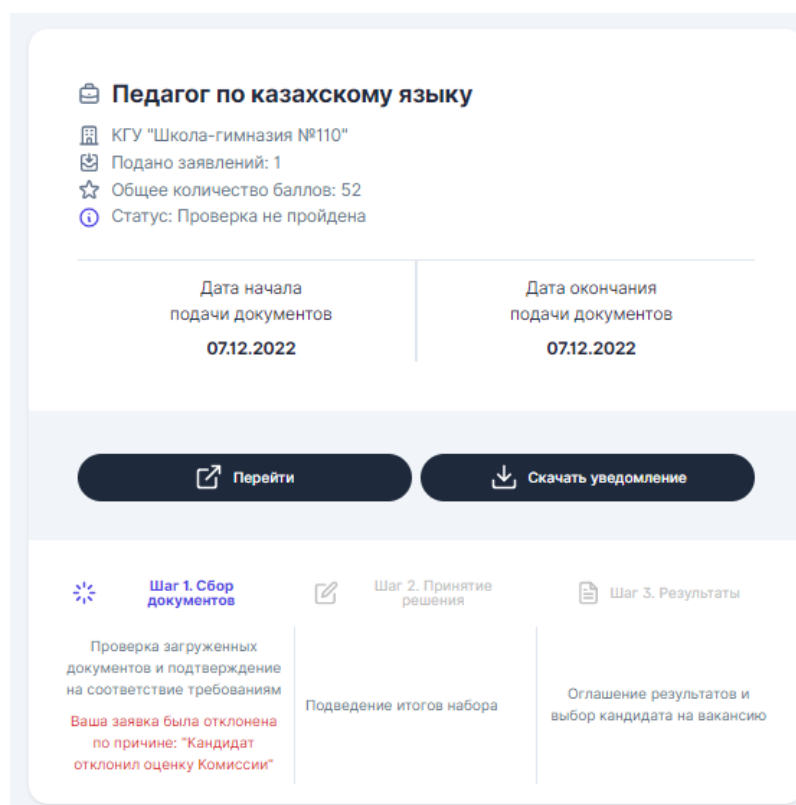 Педагог по казахскому языку
КГУ "Школа-гимназия №110"
Подано заявлений: 1
Общее количество баллов: 52
Статус: Проверка не пройдена
Дата начала
подачи документов
07.12.2022
Дата окончания
подачи документов
07.12.2022
Перейти
Скачать уведомление
Шаг 1. Сбор
документов
Шаг 2. Принятие
решения
Шаг 3. Результаты
Проверка загруженных
документов и подтверждение
на соответствие требованиям
Ваша заявка была отклонена
по причине: "Кандидат
отклонил оценку Комиссии"
Подведение итогов набора
Оглашение результатов и
выбор кандидата на вакансию